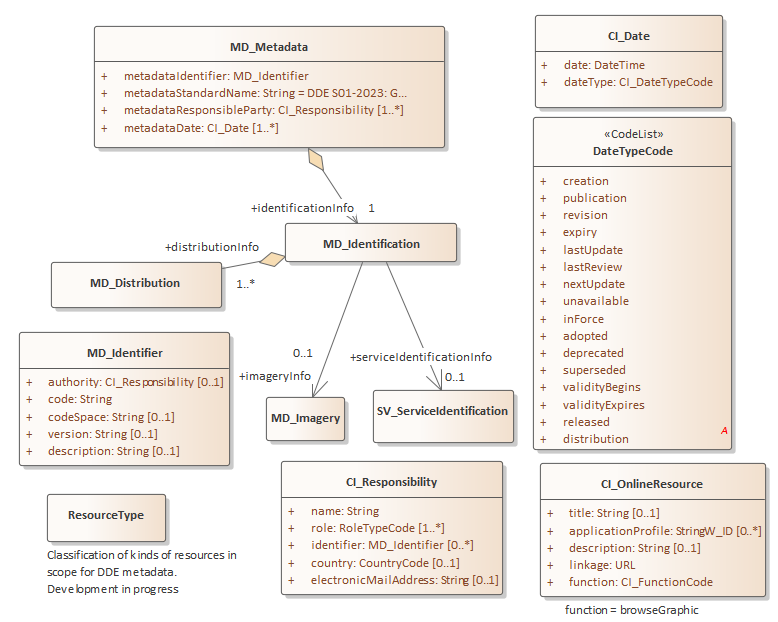 MD_Metadata
+ metadataIdentifier: MD_Identifier
+ metadataStandardName: String = DDE S01-2023: G...
+ metadataResponsibleParty: CI_Responsibility [1..*]
+ metadataDate: CI_Date [1..*]
CI_Date
+ date: DateTime
+ dateType: CI_DateTypeCode
«CodeList»
DateTypeCode
+ creation
+ publication
+ revision
+ expiry
+ lastUpdate
+ lastReview
+ nextUpdate
+ unavailable
+ inForce
+ adopted
+ deprecated
+ superseded
+ validityBegins
+ validityExpires
+ released
+ distribution
A
+identificationInfo 1
MD_Identification
+distributionInfo
1..*
MD_Distribution
MD_Identifier
+ authority: CI_Responsibility [0..1]
+ code: String
+ codeSpace: String [0..1]
+ version: String [0..1]
+ description: String [0..1]
0..1
+imageryInfo
+serviceIdentificationInfo
0..1
MD_Imagery
SV_ServiceIdentification
CI_Responsibility
+ name: String
+ role: RoleTypeCode [1..*]
+ identifier: MD_Identifier [0..*]
+ country: CountryCode [0..1]
+ electronicMailAddress: String [0..1]
CI_OnlineResource
+ title: String [0..1]
+ applicationProfile: StringW_ID [0..*]
+ description: String [0..1]
+ linkage: URL
+ function: CI_FunctionCode
function = browseGraphic
ResourceType
Classification of kinds of resources in
scope for DDE metadata.
Development in progress